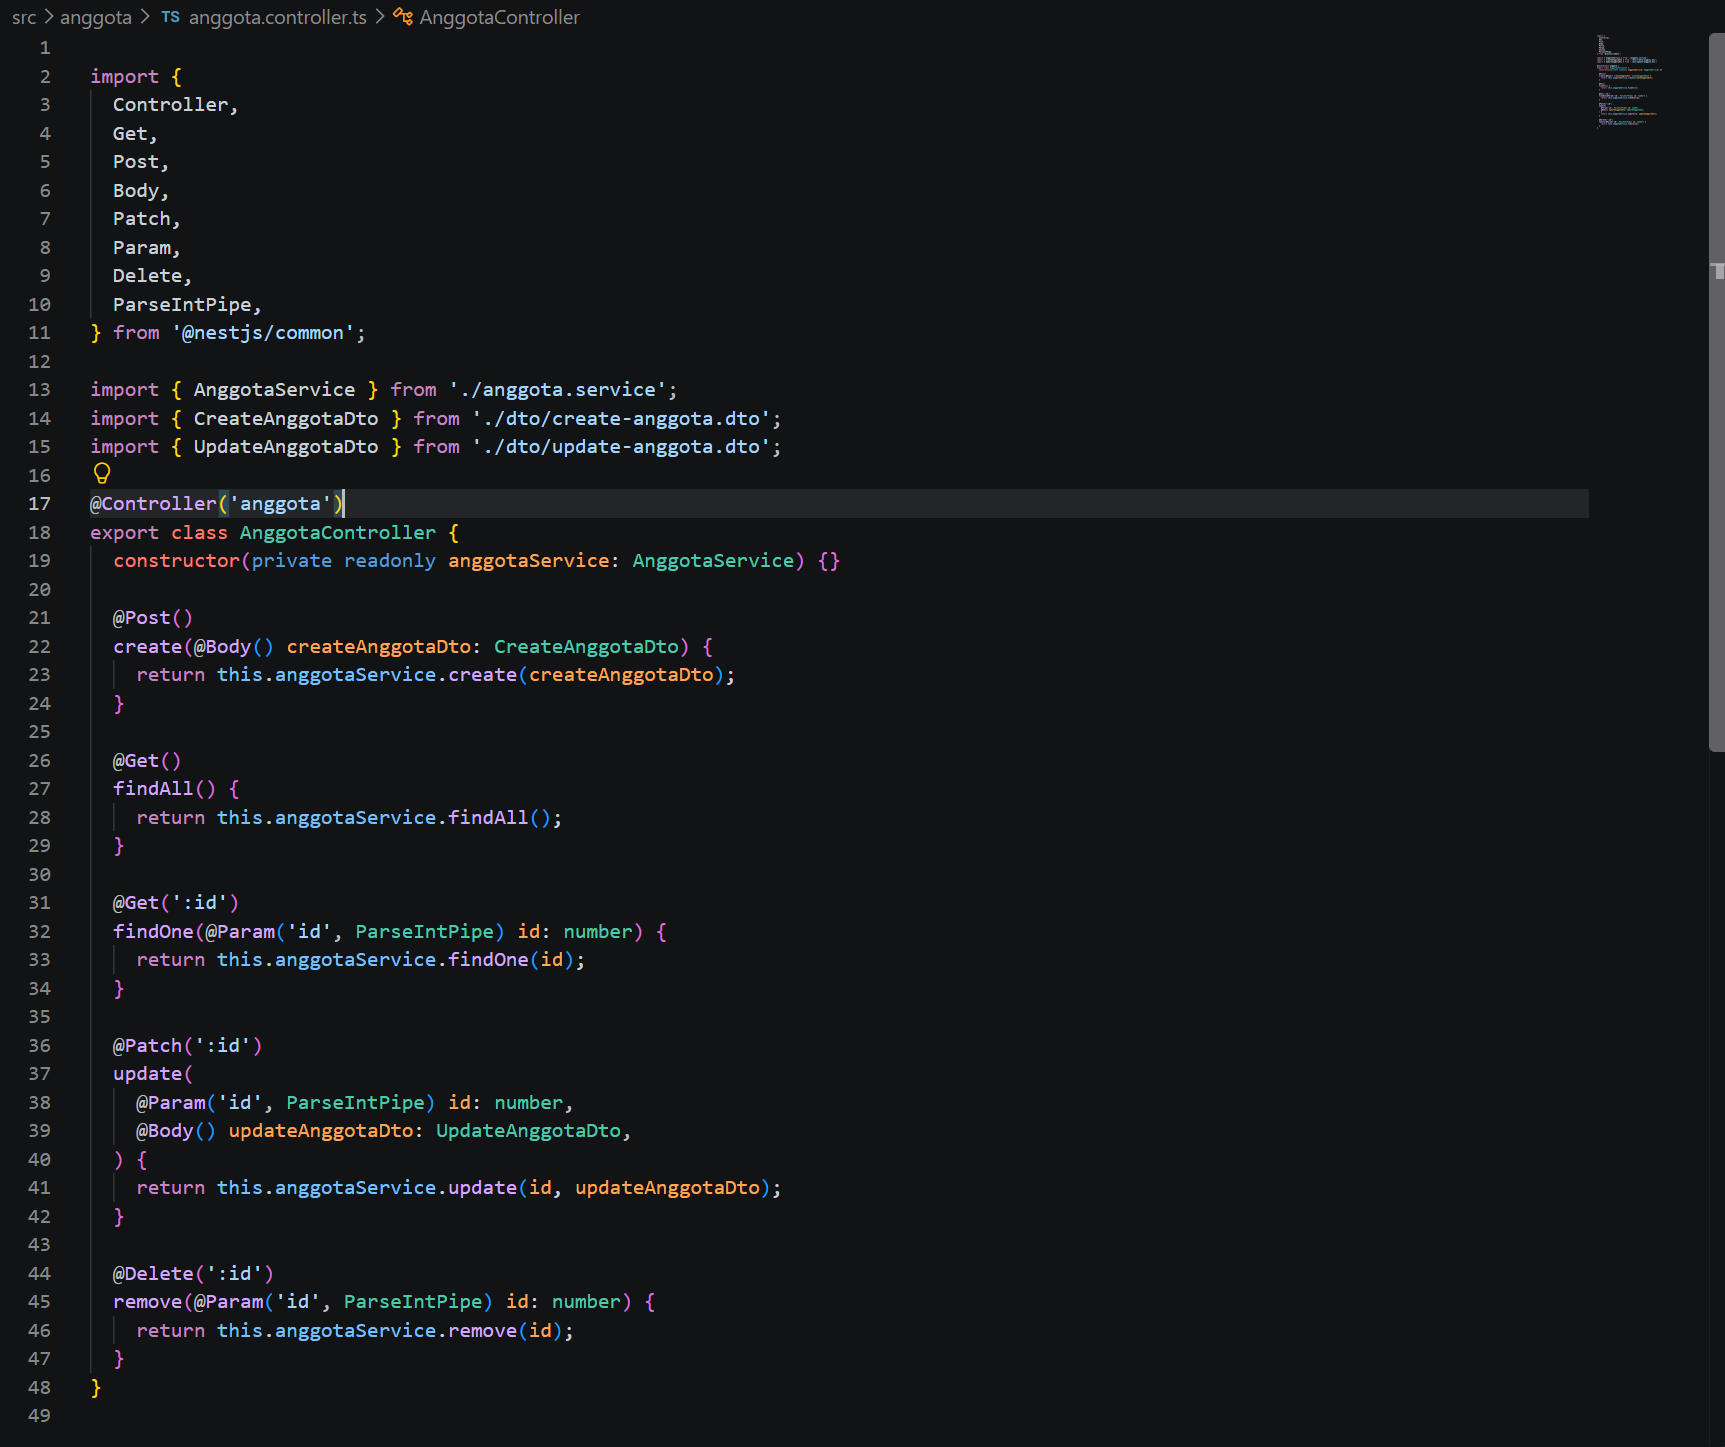 src > anggota > TS anggota.controller.ts > AnggotaController
1
2 import {
3   Controller,
4   Get,
5   Post,
6   Body,
7   Patch,
8   Param,
9   Delete,
10   ParseIntPipe,
11 } from '@nestjs/common';
12
13 import { AnggotaService } from './anggota.service';
14 import { CreateAnggotaDto } from './dto/create-anggota.dto';
15 import { UpdateAnggotaDto } from './dto/update-anggota.dto';
16
17 @Controller('anggota')
18 export class AnggotaController {
19   constructor(private readonly anggotaService: AnggotaService) {}
20
21   @Post()
22   create(@Body() createAnggotaDto: CreateAnggotaDto) {
23     return this.anggotaService.create(createAnggotaDto);
24   }
25
26   @Get()
27   findAll() {
28     return this.anggotaService.findAll();
29   }
30
31   @Get(':id')
32   findOne(@Param('id', ParseIntPipe) id: number) {
33     return this.anggotaService.findOne(id);
34   }
35
36   @Patch(':id')
37   update(
38     @Param('id', ParseIntPipe) id: number,
39     @Body() updateAnggotaDto: UpdateAnggotaDto,
40   ) {
41     return this.anggotaService.update(id, updateAnggotaDto);
42   }
43
44   @Delete(':id')
45   remove(@Param('id', ParseIntPipe) id: number) {
46     return this.anggotaService.remove(id);
47   }
48 }
49